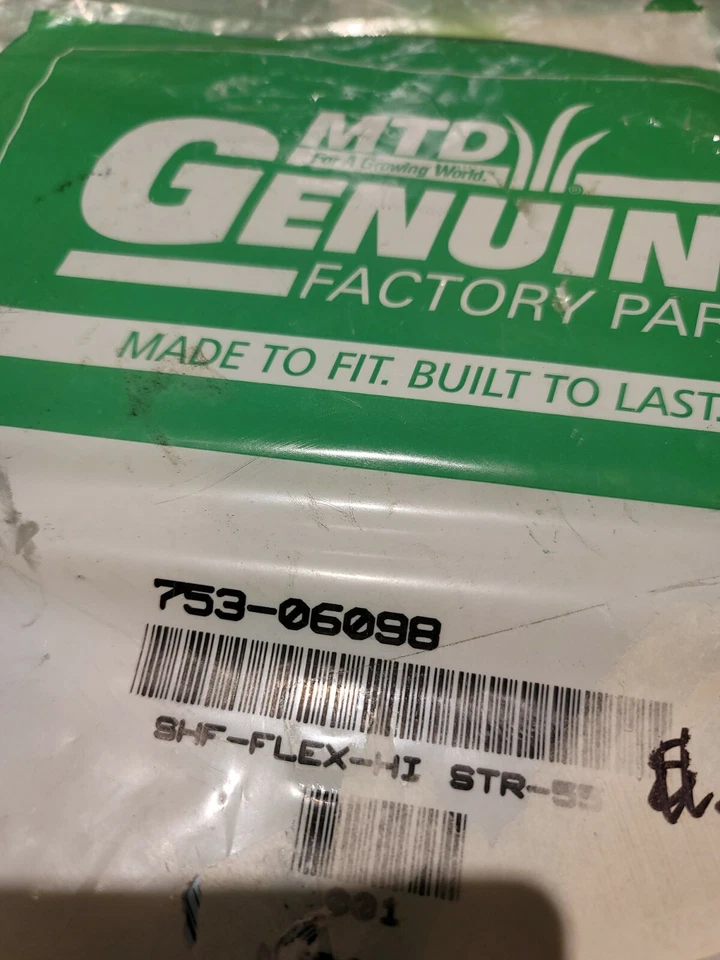 MTD
For A Growing World.
®
GENUIN
FACTORY PAR
MADE TO FIT. BUILT TO LAST.
753-06098
SHF-FLEX-HI STR-55
001